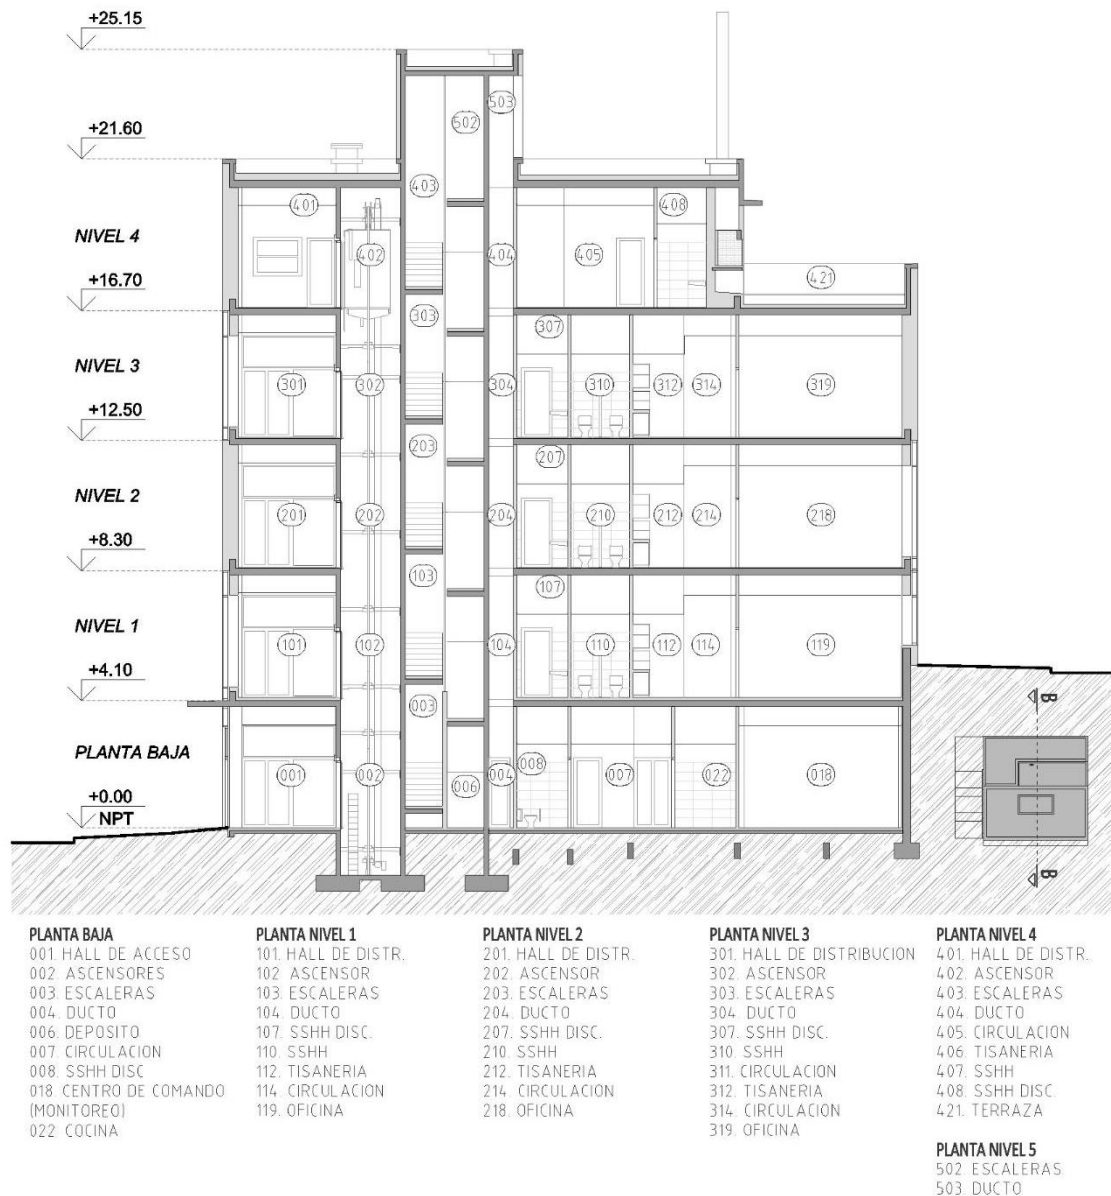 +25.15
+21.60
503
502
403
401
408
NIVEL 4
402
404
405
421
+16.70
303
307
NIVEL 3
301
302
304
310
312
314
319
+12.50
203
207
NIVEL 2
201
202
204
210
212
214
218
+8.30
103
107
NIVEL 1
101
102
104
110
112
114
119
+4.10
003
B
PLANTA BAJA
008
001
002
006
004
007
022
018
+0.00
NPT
B
PLANTA BAJA
001. HALL DE ACCESO
002. ASCENSORES
003. ESCALERAS
004. DUCTO
006. DEPOSITO
007. CIRCULACION
008. SSHH DISC
018. CENTRO DE COMANDO
(MONITOREO)
022. COCINA
PLANTA NIVEL 1
101. HALL DE DISTR.
102. ASCENSOR
103. ESCALERAS
104. DUCTO
107. SSHH DISC.
110. SSHH
112. TISANERIA
114. CIRCULACION
119. OFICINA
PLANTA NIVEL 2
201. HALL DE DISTR.
202. ASCENSOR
203. ESCALERAS
204. DUCTO
207. SSHH DISC.
210. SSHH
212. TISANERIA
214. CIRCULACION
218. OFICINA
PLANTA NIVEL 3
301. HALL DE DISTRIBUCION
302. ASCENSOR
303. ESCALERAS
304. DUCTO
307. SSHH DISC.
310. SSHH
311. CIRCULACION
312. TISANERIA
314. CIRCULACION
319. OFICINA
PLANTA NIVEL 4
401. HALL DE DISTR.
402. ASCENSOR
403. ESCALERAS
404. DUCTO
405. CIRCULACION
406. TISANERIA
407. SSHH
408. SSHH DISC.
421. TERRAZA
PLANTA NIVEL 5
502. ESCALERAS
503. DUCTO